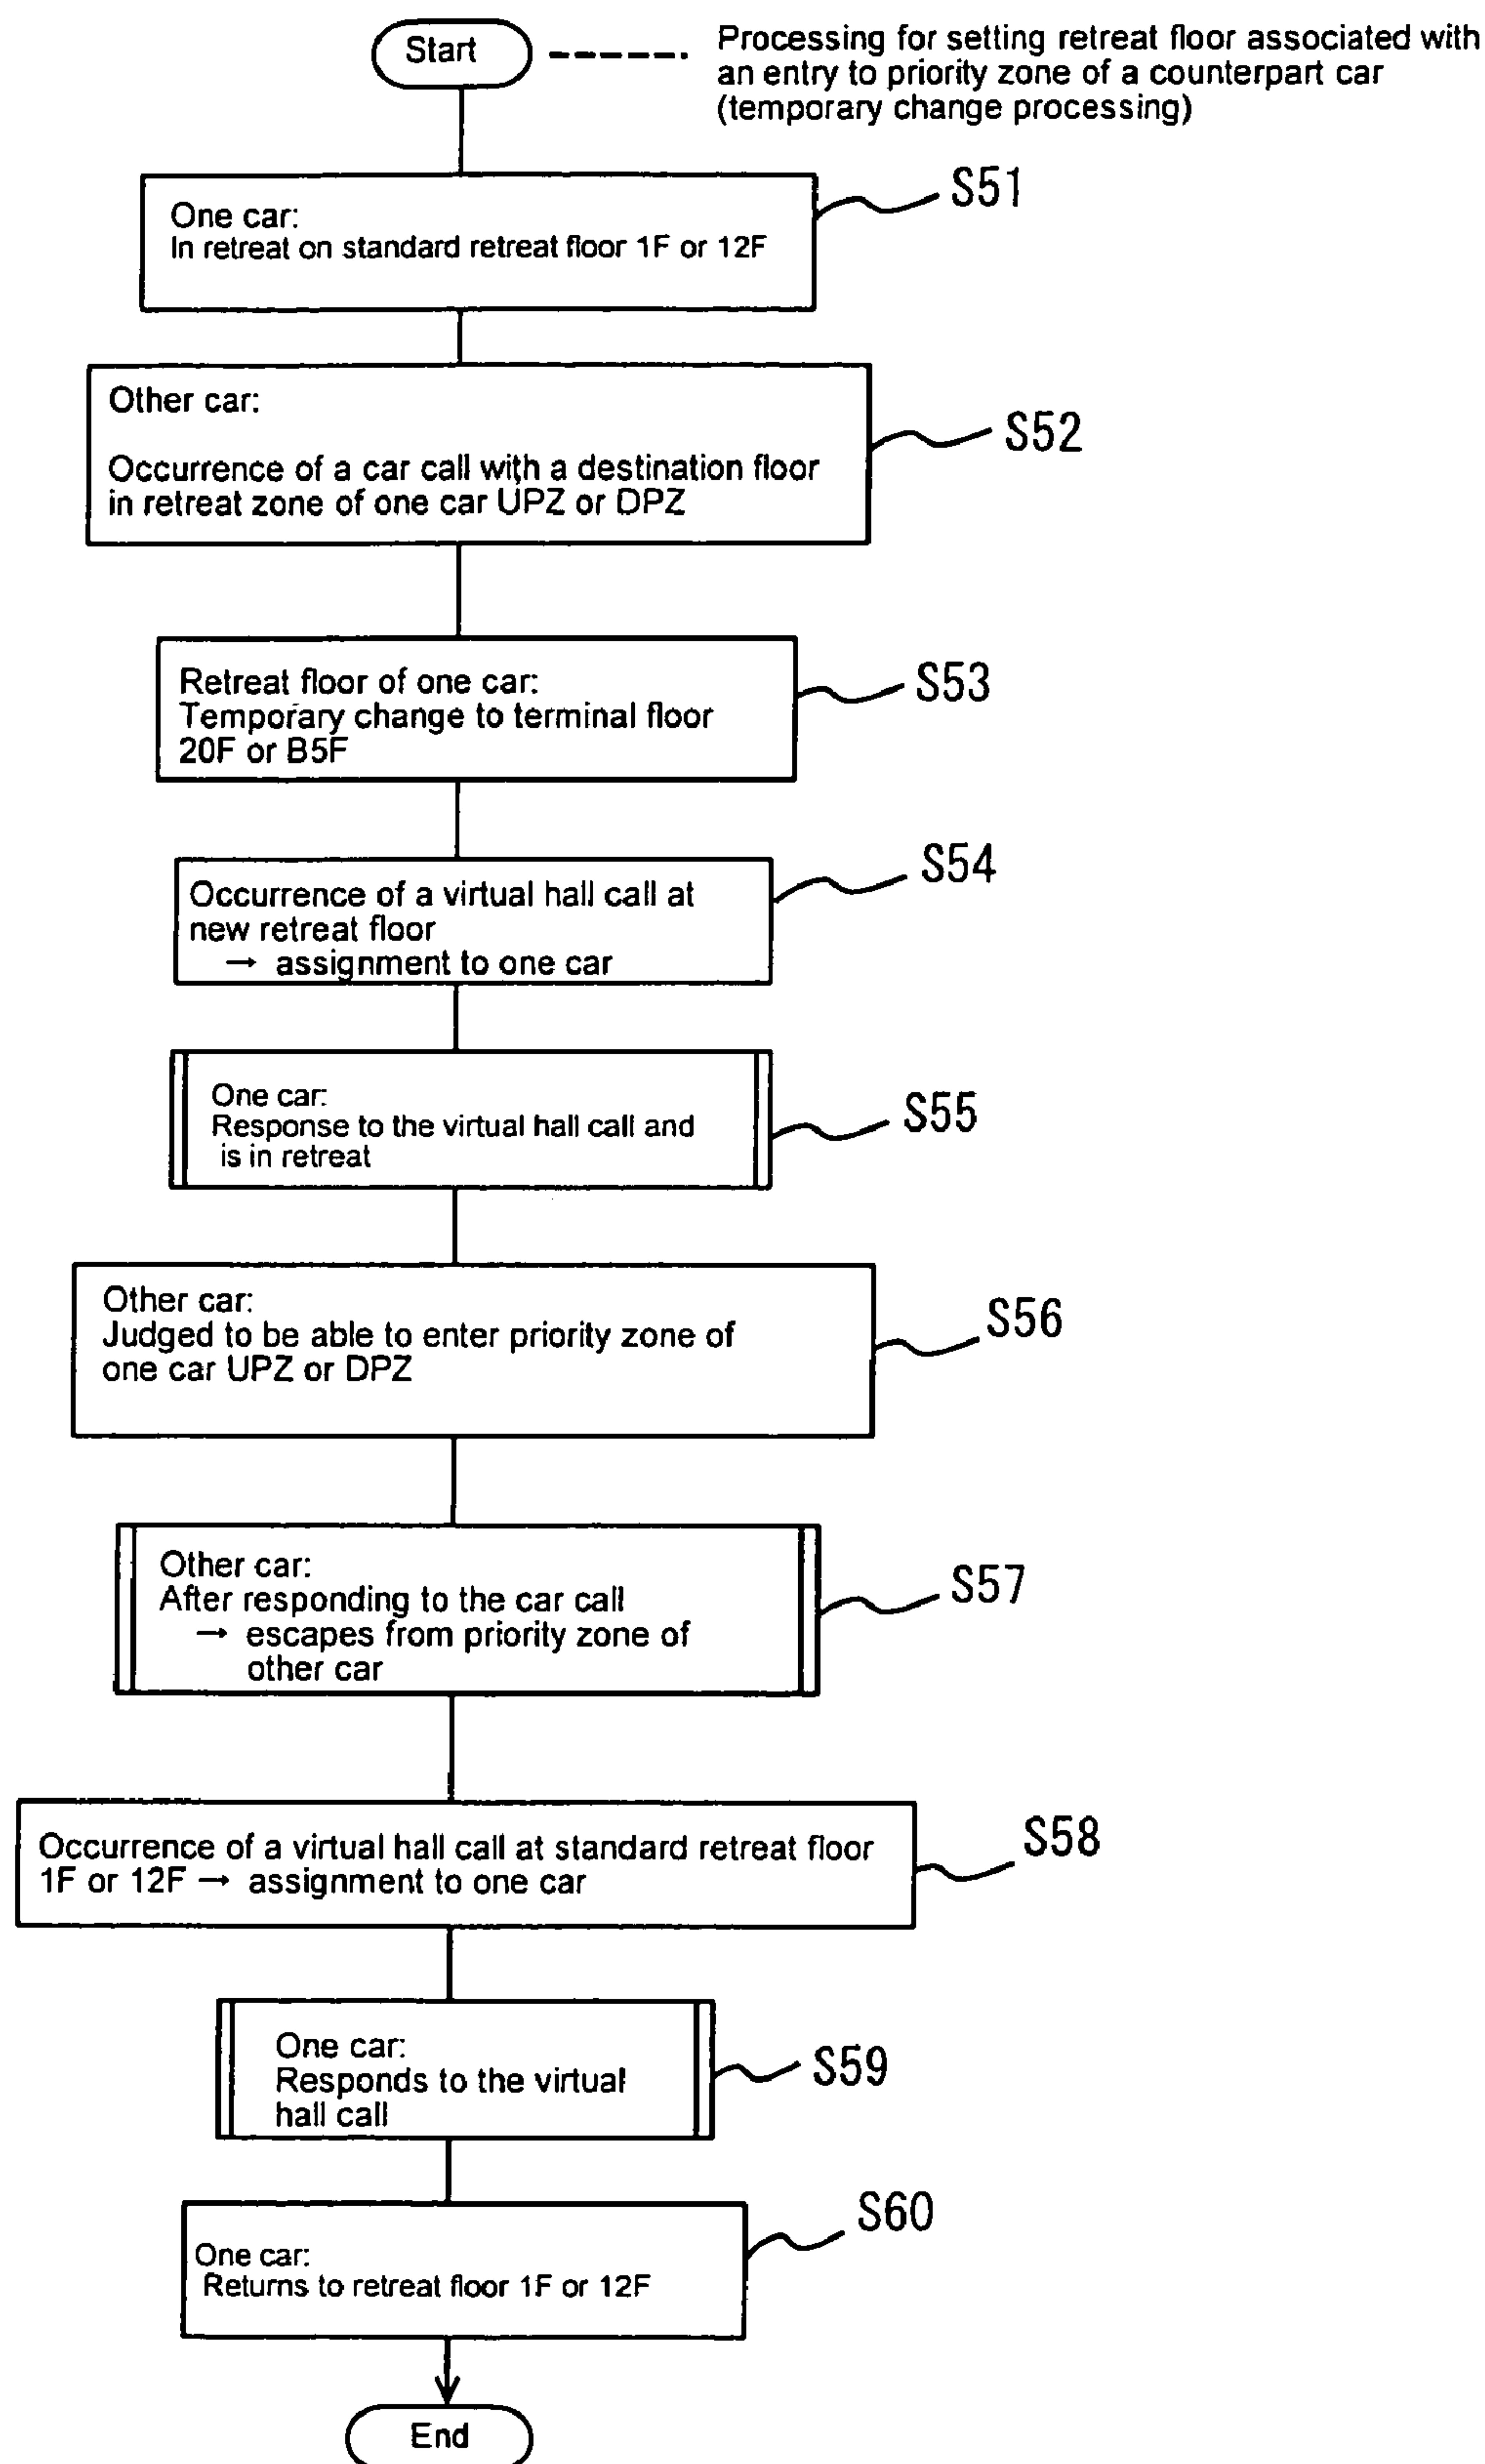 Start
Processing for setting retreat floor associated with
an entry to priority zone of a counterpart car
(temporary change processing)
One car:
In retreat on standard retreat floor 1F or 12F
S51
Other car:
Occurrence of a car call with a destination floor
in retreat zone of one car UPZ or DPZ
S52
Retreat floor of one car:
Temporary change to terminal floor
20F or B5F
S53
Occurrence of a virtual hall call at
new retreat floor
→ assignment to one car
S54
One car:
Response to the virtual hall call and
is in retreat
S55
Other car:
Judged to be able to enter priority zone of
one car UPZ or DPZ
S56
Other car:
After responding to the car call
→ escapes from priority zone of
other car
S57
Occurrence of a virtual hall call at standard retreat floor
1F or 12F → assignment to one car
S58
One car:
Responds to the virtual
hall call
S59
One car:
Returns to retreat floor 1F or 12F
S60
End